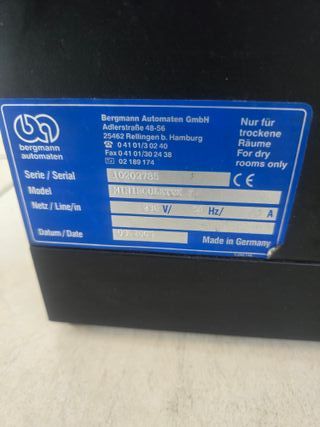 ba
bergmann
automaten
Bergmann Automaten GmbH
Adlerstraße 48-56
25462 Rellingen b. Hamburg
☎ 0 41 01/3 02 40
Fax 0 41 01/30 24 38
02 189 174
Nur für
trockene
Räume
For dry
rooms only
Serie / Serial 10202785 CE
Model
Netz / Line/in V/ Hz/ A
Datum / Date
Made in Germany